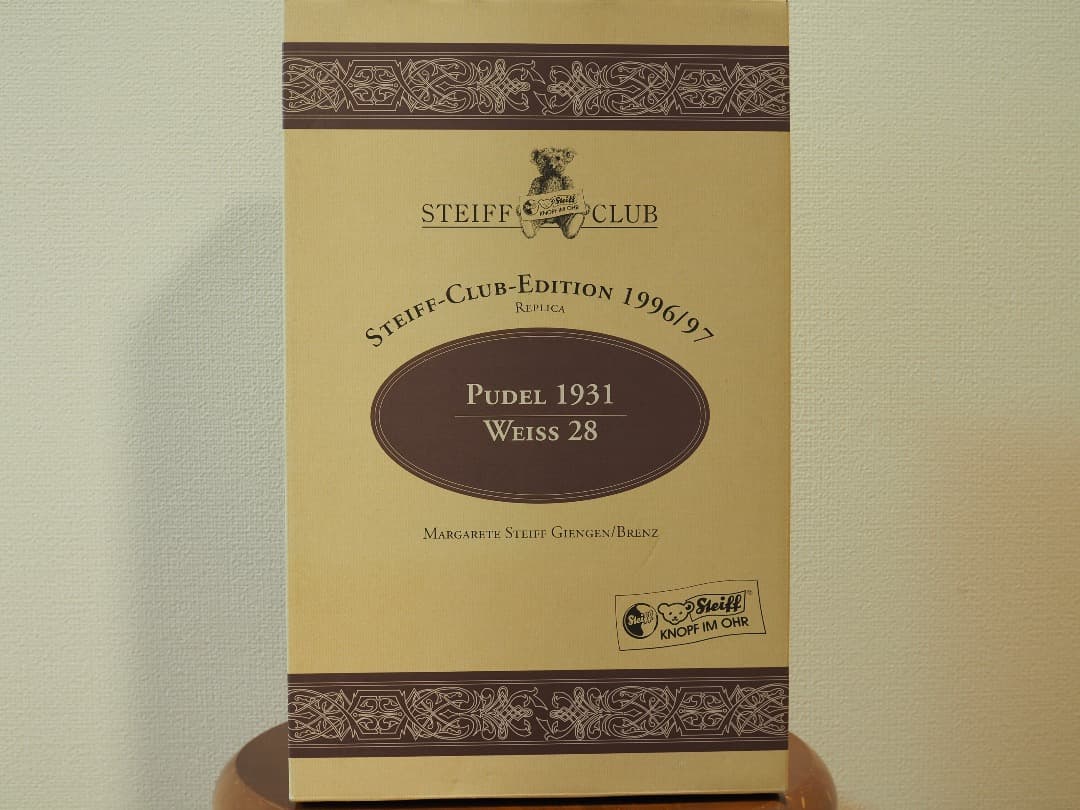 STEIFF CLUB
Steiff
KNOPF IM OHR
STEIFF-CLUB-EDITION 1996/97
REPLICA
PUDEL 1931
WEISS 28
MARGARETE STEIFF GIENGEN/BRENZ
Steiff Steiff®
KNOPF IM OHR